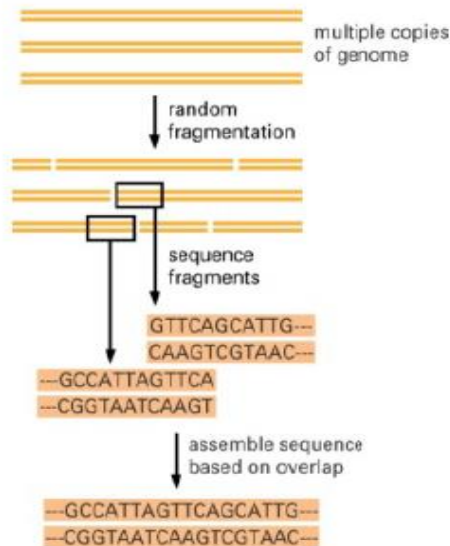 multiple copies
of genome
random
fragmentation
sequence
fragments
GTTCAGCATTG---
CAAGTCGTAAC---
---GCCATTAGTTCA
---CGGTAATCAAGT
assemble sequence
based on overlap
---GCCATTAGTTCAGCATTG---
---CGGTAATCAAGTCGTAAC---